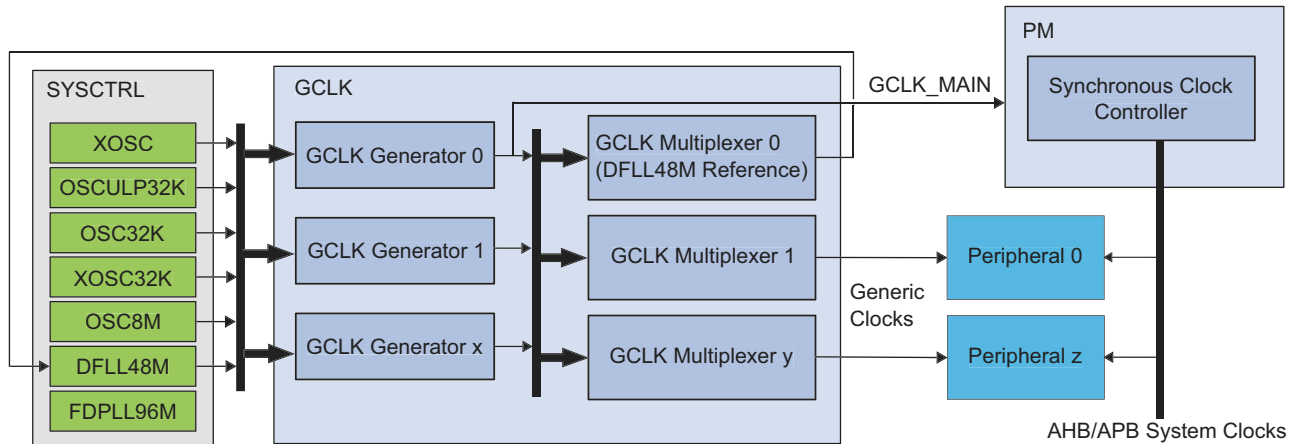 SYSCTRL
XOSC
OSCULP32K
OSC32K
XOSC32K
OSC8M
DFLL48M
FDPLL96M
GCLK
GCLK Generator 0
GCLK Generator 1
GCLK Generator x
GCLK Multiplexer 0
(DFLL48M Reference)
GCLK Multiplexer 1
GCLK Multiplexer y
GCLK_MAIN
Generic
Clocks
PM
Synchronous Clock
Controller
Peripheral 0
Peripheral z
AHB/APB System Clocks